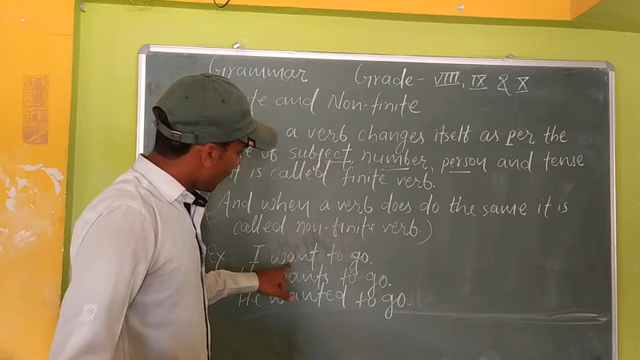 Grammar Grade - VIII, IX & X
and Non-finite
a verb changes itself as per the
of subject, number, person and tense
it is called finite verb.
And when a verb does do the same it is
called non-finite verb.)
Ex I want to go.
wants to go.
He wanted to go.